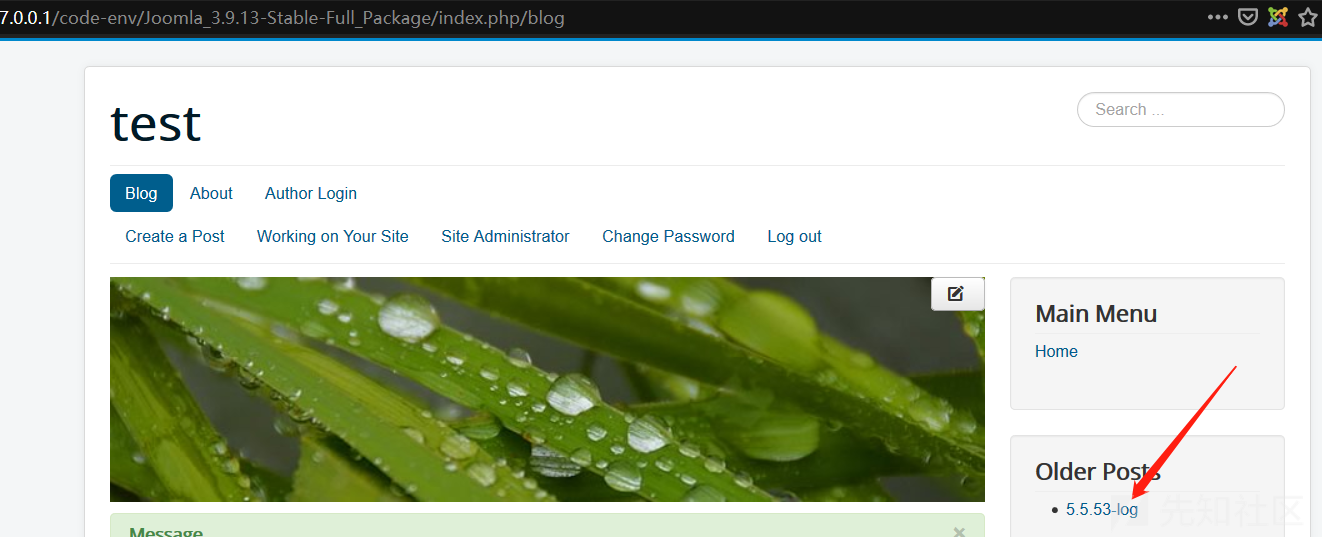 7.0.0.1/code-env/Joomla_3.9.13-Stable-Full_Package/index.php/blog
test
Search ...
Blog About Author Login
Create a Post Working on Your Site Site Administrator Change Password Log out
Main Menu
Home
Older Posts
5.5.53-log
Message ×
先知社区